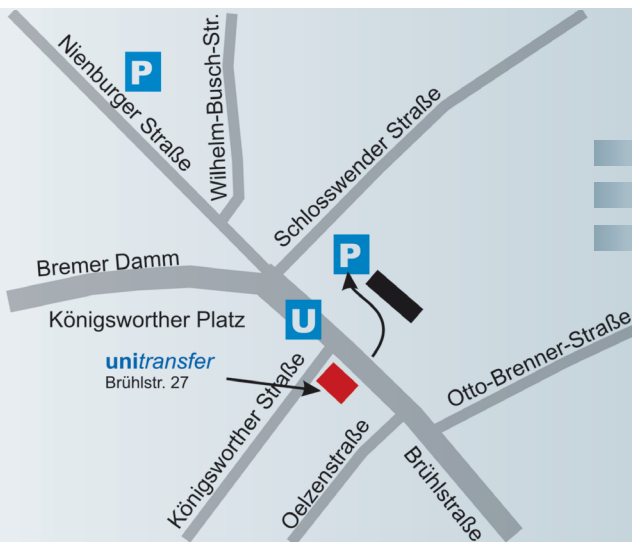 Nienburger Straße
P
Wilhelm-Busch-Str.
Schlosswender Straße
P
Bremer Damm
Königsworther Platz
U
unitransfer
Brühlstr. 27
Königsworther Straße
Oelzenstraße
Otto-Brenner-Straße
Brühlstraße